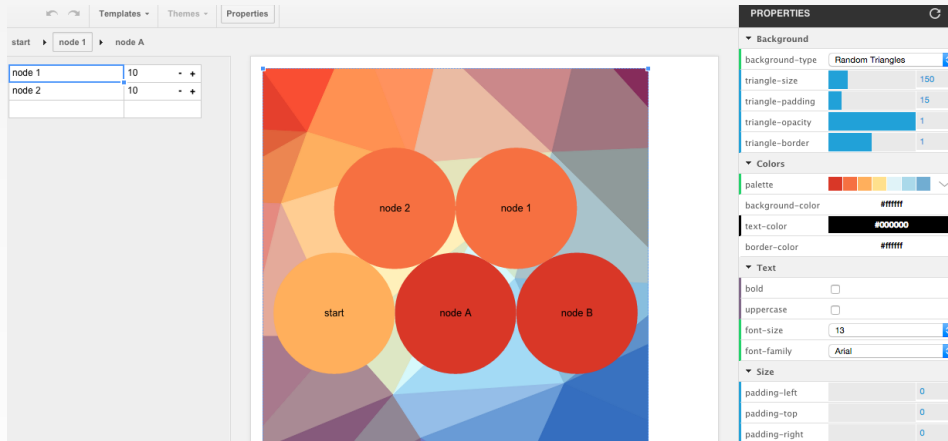 Templates Themes Properties
start node 1 node A
node 1 10 - +
node 2 10 - +
node 2 node 1
start node A node B
PROPERTIES
Background
background-type Random Triangles
triangle-size 150
triangle-padding 15
triangle-opacity 1
triangle-border 1
Colors
palette
background-color #ffffff
text-color #000000
border-color #ffffff
Text
bold
uppercase
font-size 13
font-family Arial
Size
padding-left 0
padding-top 0
padding-right 0